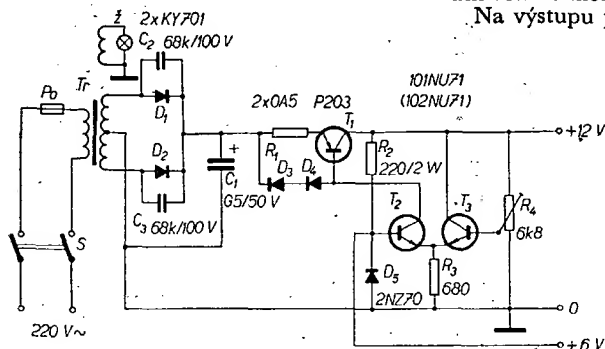 Na výstupu
ž 2xKY701
C2 68k/100 V
Po
Tr
D1
D2
C3 68k/100 V
+
C1
G5/50 V
2x0A5
P203
R1
T1
D3 D4
R2
220/2 W
101NU71
(102NU71)
T2
T3
R4
6k8
R3
680
D5
2NZ70
S
220 V~
+12 V
0
+6 V